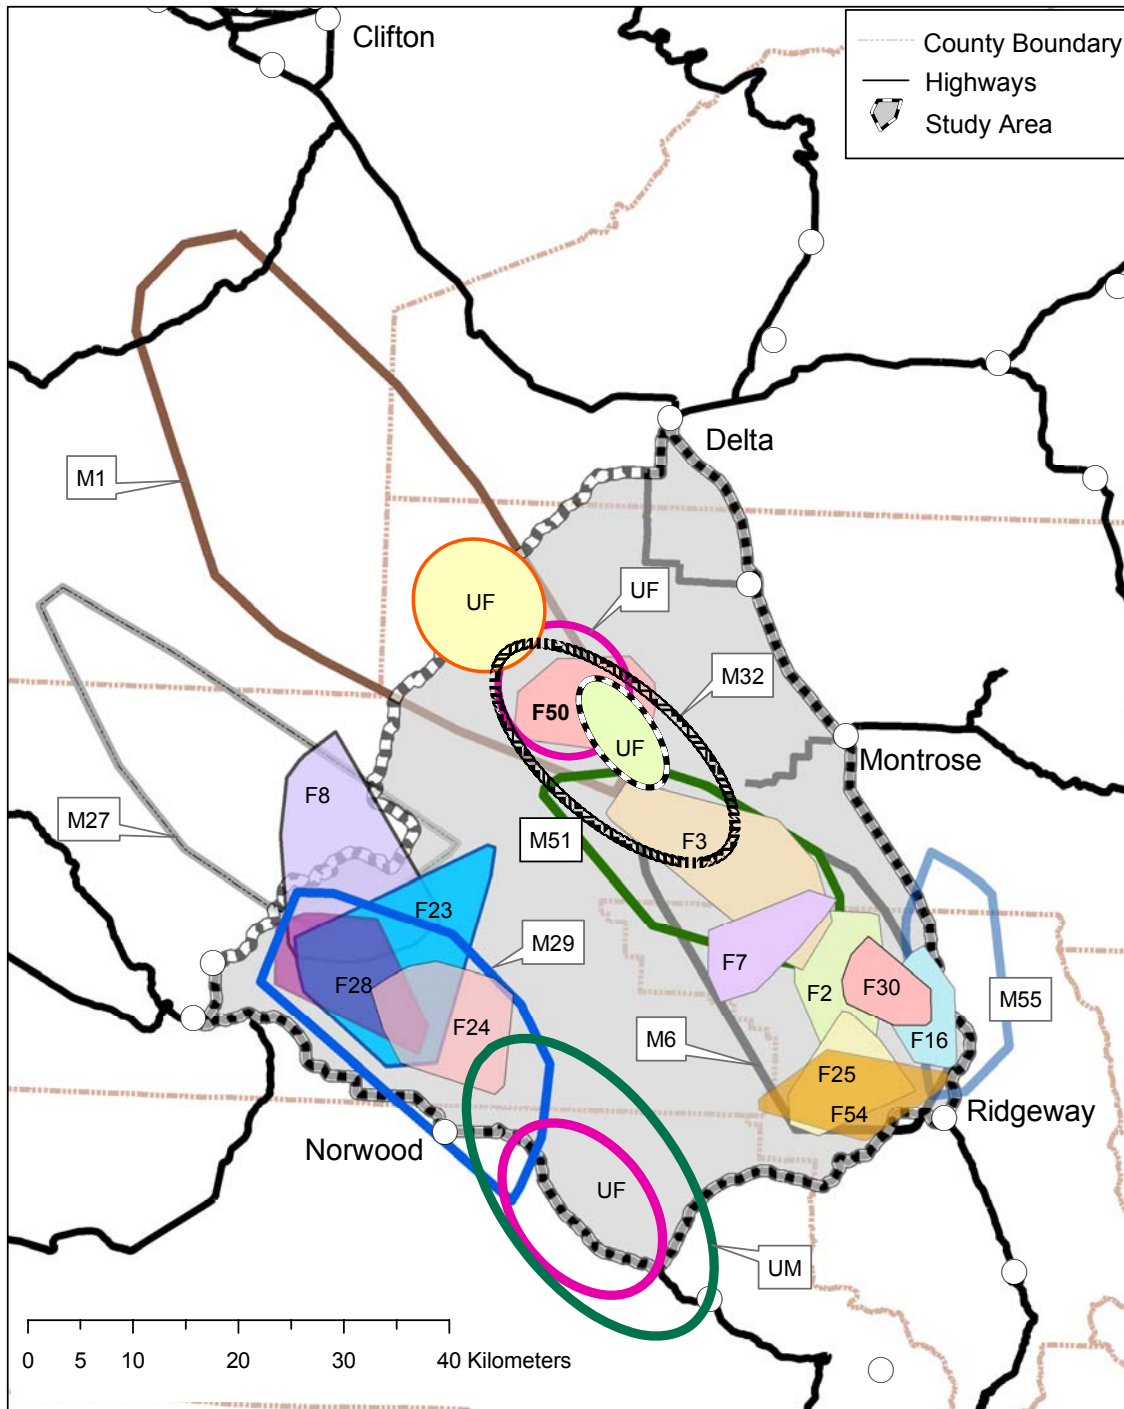 Clifton
County Boundary
Highways
Study Area
Delta
M1
UF
UF
M32
F50
UF
Montrose
F8
M27
M51
F3
F23
M29
F7
F28
F2
F30
M55
F24
M6
F16
F25
F54
Ridgeway
Norwood
UF
UM
0 5 10 20 30 40 Kilometers